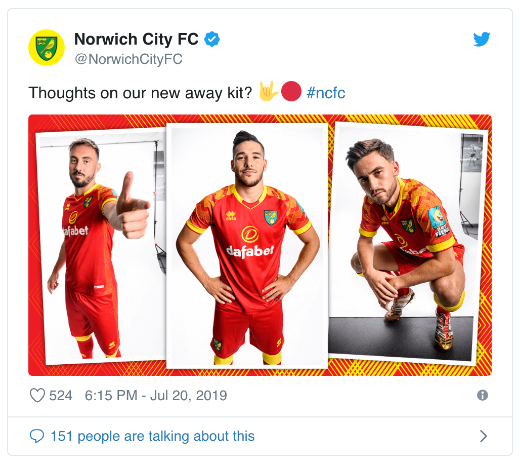 Norwich City FC
@NorwichCityFC
Thoughts on our new away kit? 🤟🔴 #ncfc
dafabet
dafabet
524 6:15 PM - Jul 20, 2019
151 people are talking about this